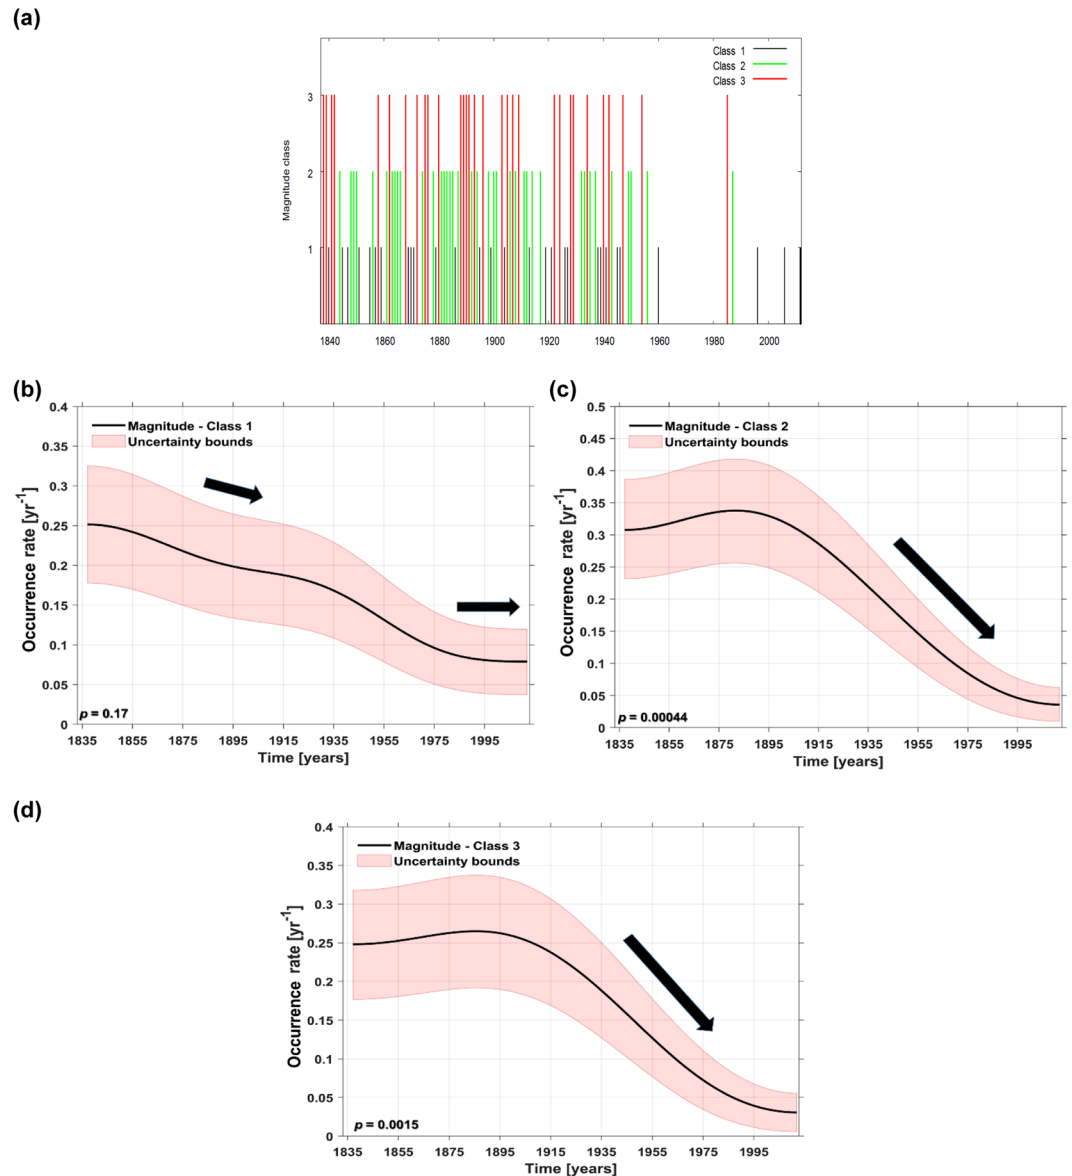 (a)
Class 1
Class 2
Class 3
Magnitude class
3
2
1
1840 1860 1880 1900 1920 1940 1960 1980 2000
(b)
0.4
0.35
0.3
0.25
0.2
0.15
0.1
0.05
0
Occurrence rate [yr-1]
Magnitude - Class 1
Uncertainty bounds
p = 0.17
1835 1855 1875 1895 1915 1935 1955 1975 1995
Time [years]
(c)
0.5
0.45
0.4
0.35
0.3
0.25
0.2
0.15
0.1
0.05
0
Occurrence rate [yr-1]
Magnitude - Class 2
Uncertainty bounds
p = 0.00044
1835 1855 1875 1895 1915 1935 1955 1975 1995
Time [years]
(d)
0.4
0.35
0.3
0.25
0.2
0.15
0.1
0.05
0
Occurrence rate [yr-1]
Magnitude - Class 3
Uncertainty bounds
p = 0.0015
1835 1855 1875 1895 1915 1935 1955 1975 1995
Time [years]